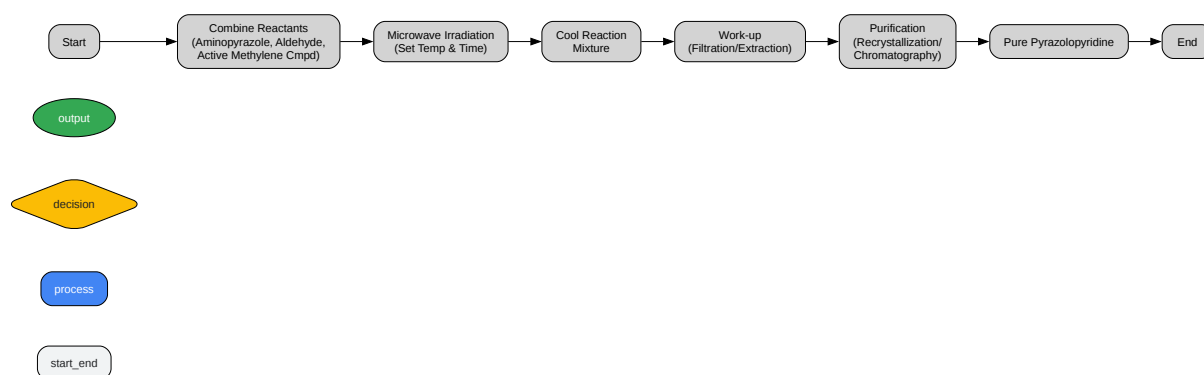 Start
Combine Reactants
(Aminopyrazole, Aldehyde,
Active Methylene Cmpd)
Microwave Irradiation
(Set Temp & Time)
Cool Reaction
Mixture
Work-up
(Filtration/Extraction)
Purification
(Recrystallization/
Chromatography)
Pure Pyrazolopyridine
End
output
decision
process
start_end